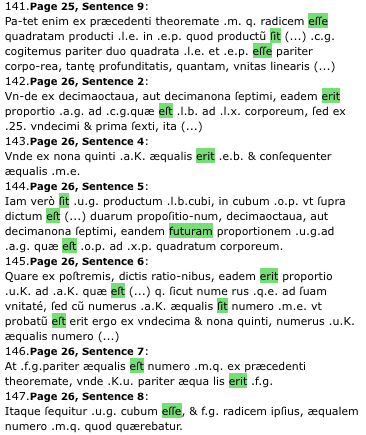 141.Page 25, Sentence 9:
Pa-tet enim ex præcedenti theoremate .m. q. radicem eſſe
quadratam producti .l.e. in .e.p. quod productũ ſit (...) .c.g.
cogitemus pariter duo quadrata .l.e. et .e.p. eſſe pariter
corpo-rea, tantę profunditatis, quantam, vnitas linearis (...)
142.Page 26, Sentence 2:
Vn-de ex decimaoctaua, aut decimanona ſeptimi, eadem erit
proportio .a.g. ad .c.g.quæ eſt .l.b. ad .l.x. corporeum, ſed ex
.25. vndecimi & prima ſexti, ita (...)
143.Page 26, Sentence 4:
Vnde ex nona quinti .a.K. æqualis erit .e.b. & conſequenter
æqualis .m.e.
144.Page 26, Sentence 5:
Iam verò ſit .u.g. productum .l.b.cubi, in cubum .o.p. vt ſupra
dictum eſt (...) duarum propoſitio-num, decimaoctaua, aut
decimanona ſeptimi, eandem futuram proportionem .u.g.ad
.a.g. quæ eſt .o.p. ad .x.p. quadratum corporeum.
145.Page 26, Sentence 6:
Quare ex poſtremis, dictis ratio-nibus, eadem erit proportio
.u.K. ad .a.K. quæ eſt (...) q. ſicut nume rus .q.e. ad ſuam
vnitaté, ſed cũ numerus .a.K. æqualis ſit numero .m.e. vt
probatũ eſt erit ergo ex vndecima & nona quinti, numerus .u.K.
æqualis numero (...)
146.Page 26, Sentence 7:
At .f.g.pariter æqualis eſt numero .m.q. ex præcedenti
theoremate, vnde .K.u. pariter æqua lis erit .f.g.
147.Page 26, Sentence 8:
Itaque ſequitur .u.g. cubum eſſe, & f.g. radicem ipſius, æqualem
numero .m.q. quod quærebatur.